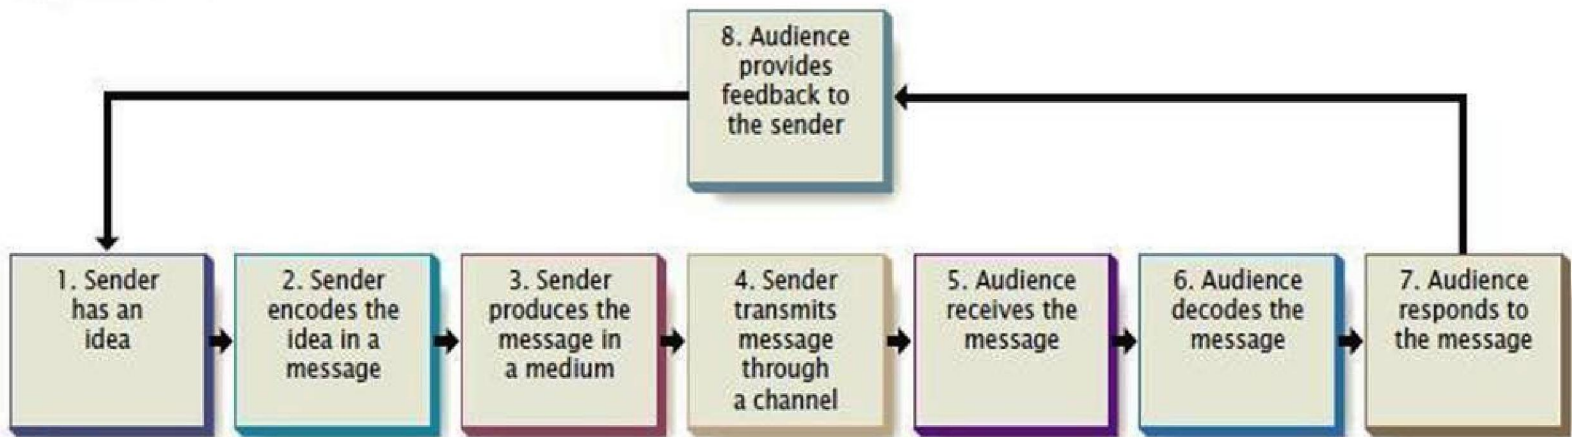 8. Audience
provides
feedback to
the sender
1. Sender
has an
idea
2. Sender
encodes the
idea in a
message
3. Sender
produces the
message in
a medium
4. Sender
transmits
message
through
a channel
5. Audience
receives the
message
6. Audience
decodes the
message
7. Audience
responds to
the message